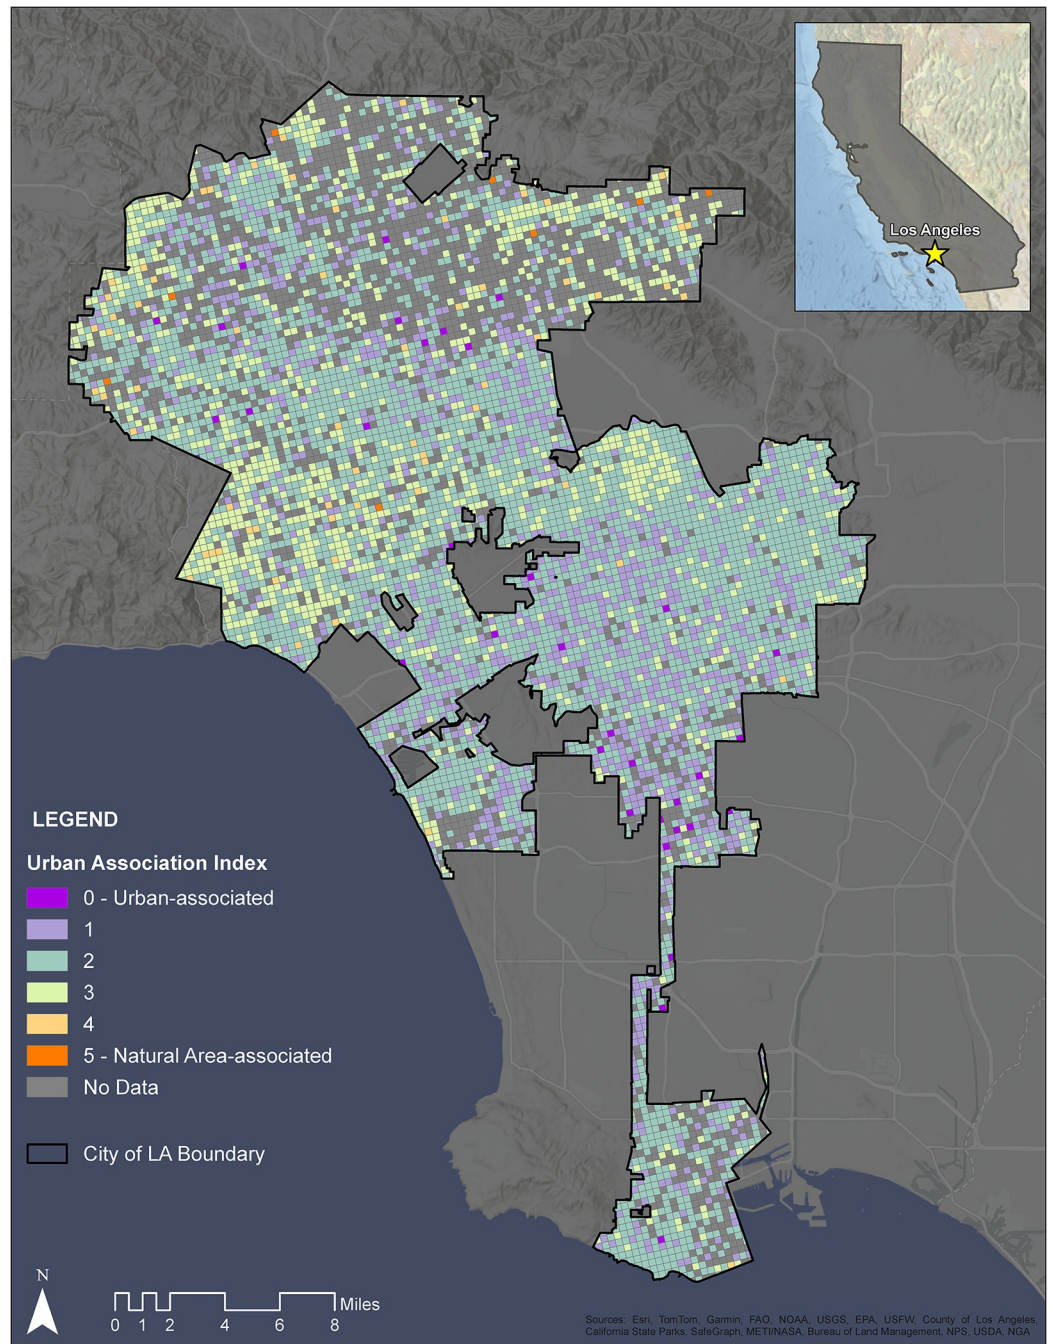 Los Angeles
LEGEND
Urban Association Index
0 - Urban-associated
1
2
3
4
5 - Natural Area-associated
No Data
City of LA Boundary
N
Miles
0 1 2 4 6 8
Sources: Esri, TomTom, Garmin, FAO, NOAA, USGS, EPA, USFW, County of Los Angeles,
California State Parks, SafeGraph, METI/NASA, Bureau of Land Management, NPS, USDA, NGA